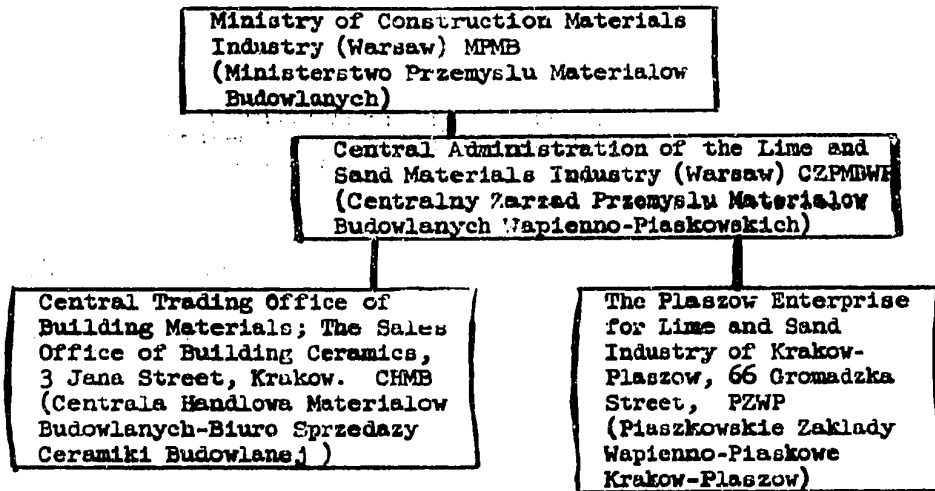 Ministry of Construction Materials
Industry (Warsaw) MPMB
(Ministerstwo Przemyslu Materialow
Budowlanych)
Central Administration of the Lime and
Sand Materials Industry (Warsaw) CZPMBWP
(Centralny Zarzad Przemyslu Materialow
Budowlanych Wapienno-Piaskowskich)
Central Trading Office of
Building Materials; The Sales
Office of Building Ceramics,
3 Jana Street, Krakow. CHMB
(Centrala Handlowa Materialow
Budowlanych-Biuro Sprzedazy
Ceramiki Budowlanej)
The Plaszow Enterprise
for Lime and Sand
Industry of Krakow-
Plaszow, 66 Gromadzka
Street, PZWP
(Piaszkowskie Zaklady
Wapienno-Piaskowe
Krakow-Plaszow)